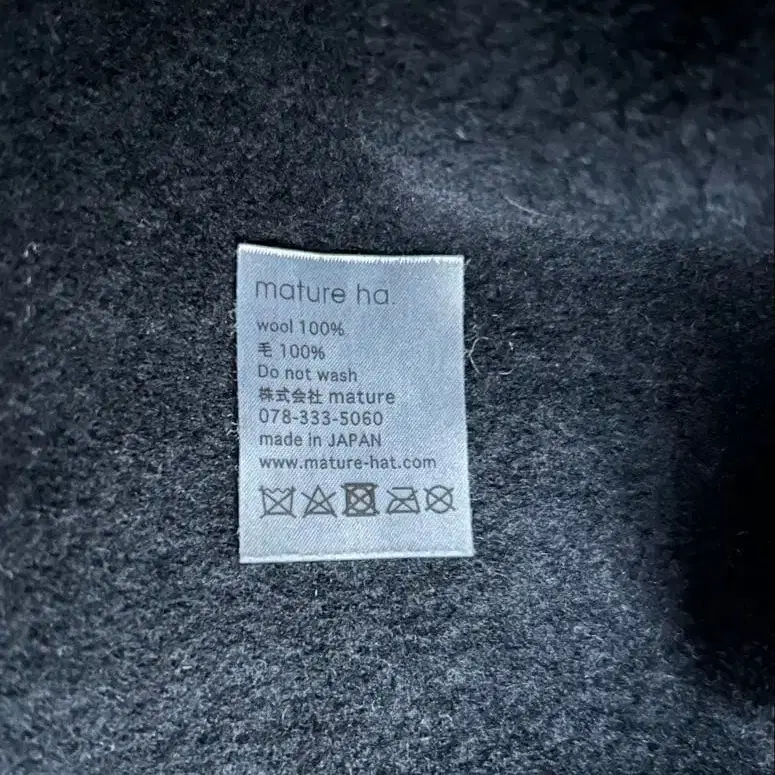 mature ha.
wool 100%
毛 100%
Do not wash
株式会社 mature
078-333-5060
made in JAPAN
www.mature-hat.com